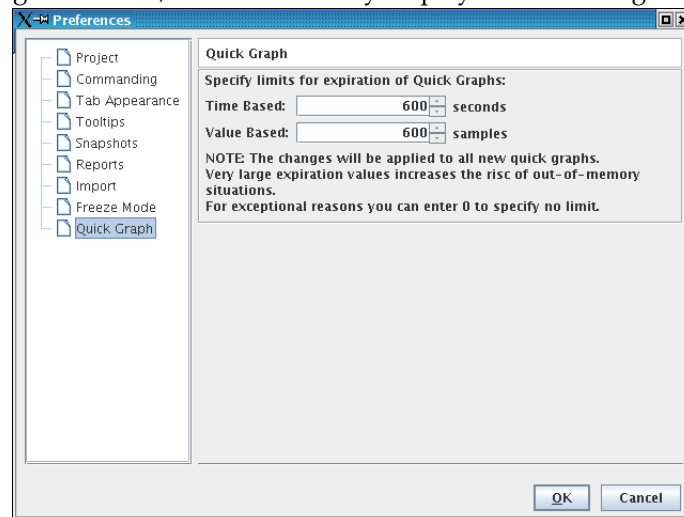 Preferences
Project
Commanding
Tab Appearance
Tooltips
Snapshots
Reports
Import
Freeze Mode
Quick Graph
Quick Graph
Specify limits for expiration of Quick Graphs:
Time Based: 600 seconds
Value Based: 600 samples
NOTE: The changes will be applied to all new quick graphs.
Very large expiration values increases the risc of out-of-memory
situations.
For exceptional reasons you can enter 0 to specify no limit.
OK Cancel